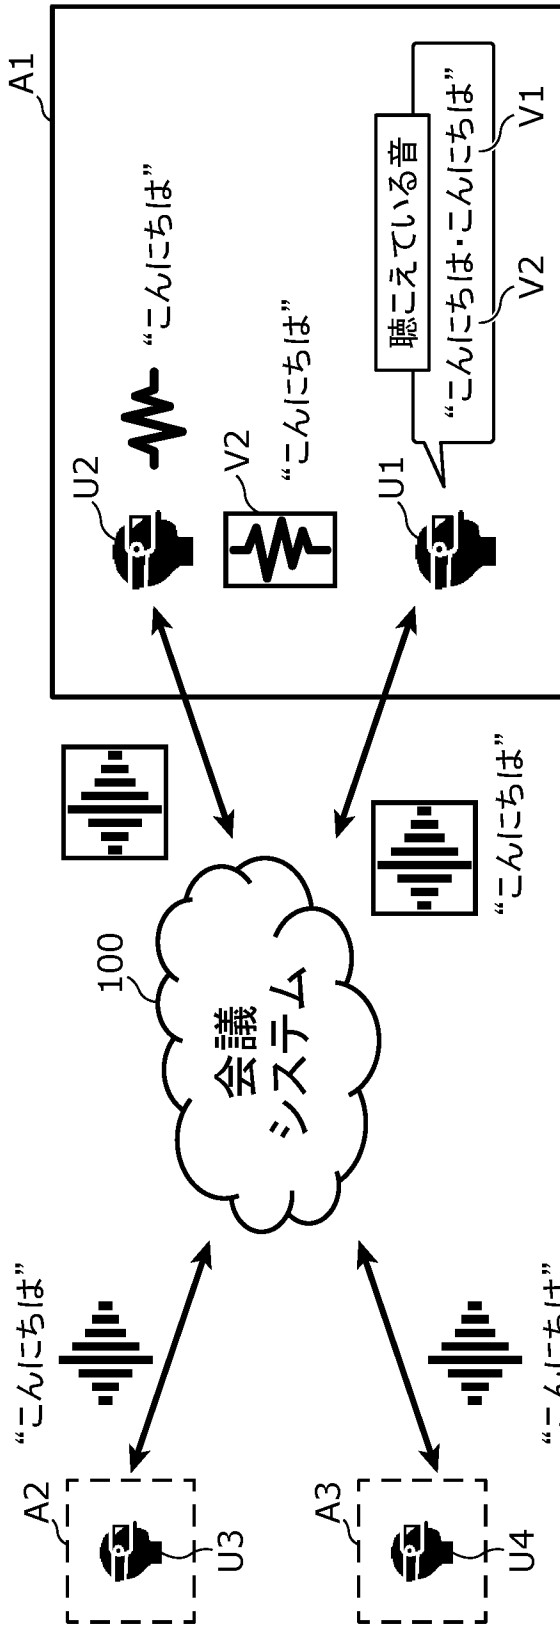 “こんにちは”
A2
U3
A3
U4
“こんにちは”
100
会議
システム
“こんにちは”
A1
U2
“こんにちは”
V2
“こんにちは”
U1
聴こえている音
“こんにちは・こんにちは”
V2
V1